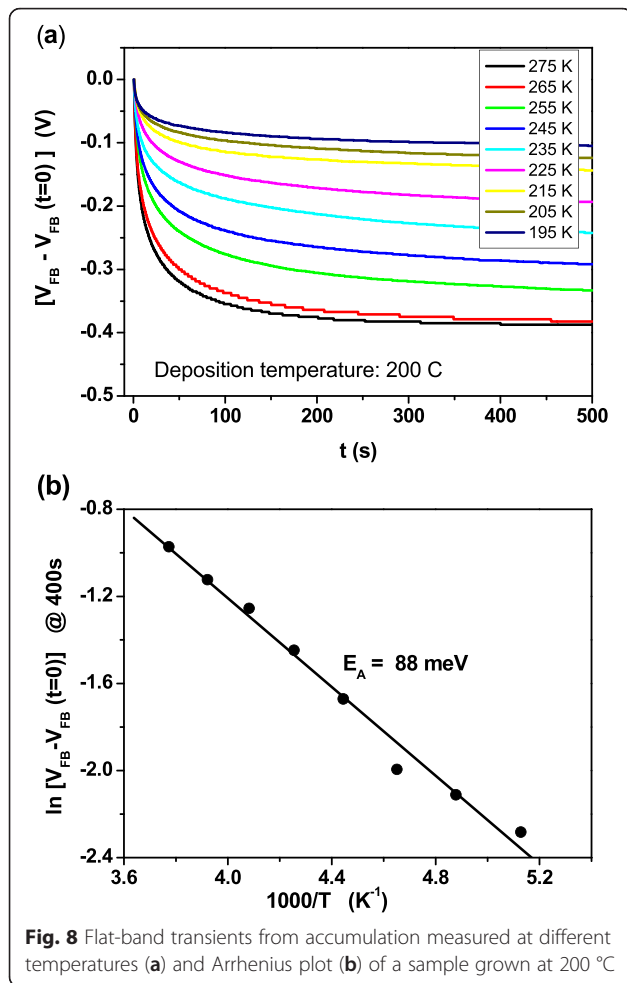 (a)
0.0
-0.1
-0.2
-0.3
-0.4
-0.5
[V_FB - V_FB (t=0) ] (V)
275 K
265 K
255 K
245 K
235 K
225 K
215 K
205 K
195 K
Deposition temperature: 200 C
0 100 200 300 400 500
t (s)
(b)
-0.8
-1.2
-1.6
-2.0
-2.4
ln [V_FB-V_FB (t=0)] @ 400s
E_A = 88 meV
3.6 4.0 4.4 4.8 5.2
1000/T (K⁻¹)
Fig. 8 Flat-band transients from accumulation measured at different
temperatures (a) and Arrhenius plot (b) of a sample grown at 200 °C